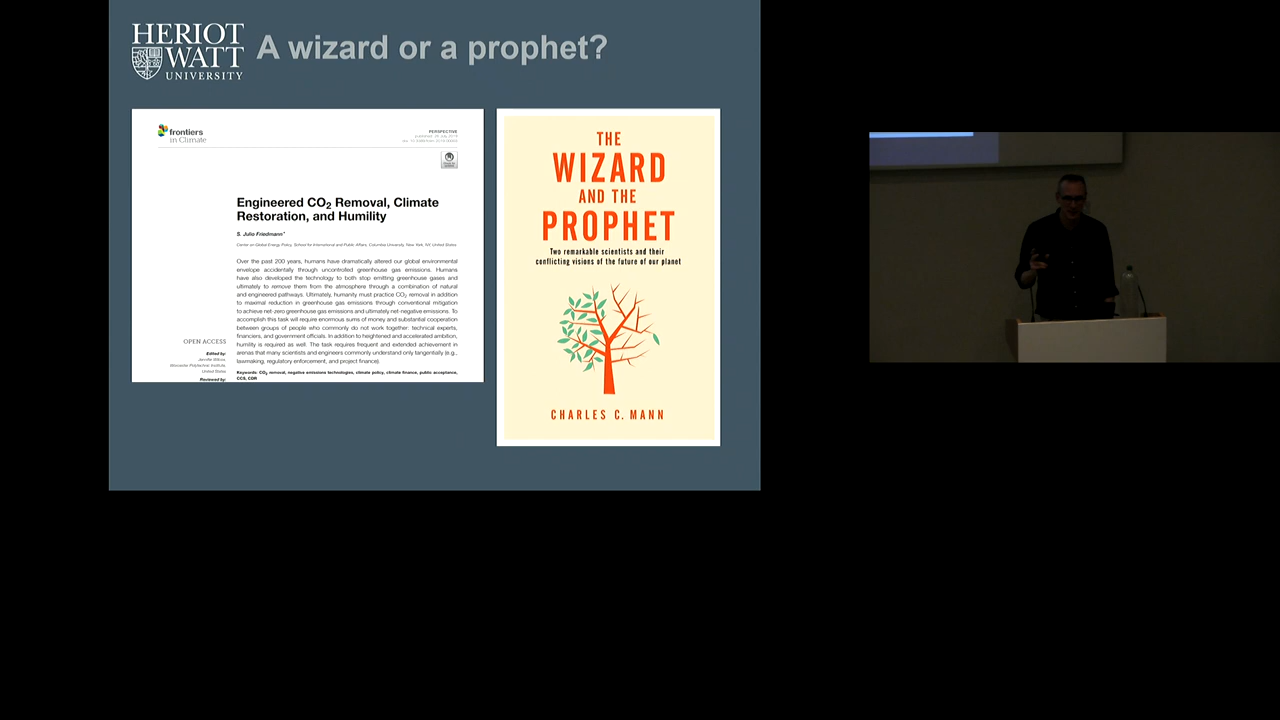 HERIOT
WATT
UNIVERSITY
A wizard or a prophet?
frontiers
in Climate
PERSPECTIVE
Engineered CO2 Removal, Climate
Restoration, and Humility
S. Julio Friedmann*
Center on Global Energy Policy, School for International and Public Affairs, Columbia University, New York, NY, United States
Over the past 200 years, humans have dramatically altered our global environmental
envelope accidentally through uncontrolled greenhouse gas emissions. Humans
have also developed the technology to both stop emitting greenhouse gases and
ultimately to remove them from the atmosphere through a combination of natural
and engineered pathways. Ultimately, humanity must practice CO2 removal in addition
to maximal reduction in greenhouse gas emissions through conventional mitigation
to achieve net-zero greenhouse gas emissions and ultimately net-negative emissions. To
accomplish this task will require enormous sums of money and substantial cooperation
between groups of people who commonly do not work together: technical experts,
financiers, and government officials. In addition to heightened and accelerated ambition,
humility is required as well. The task requires frequent and extended achievement in
arenas that many scientists and engineers commonly understand only tangentially (e.g.,
lawmaking, regulatory enforcement, and project finance).
Keywords: CO2 removal, negative emissions technologies, climate policy, climate finance, public acceptance,
CCS, CDR
OPEN ACCESS
Edited by:
Jennifer Wilcox,
Worcester Polytechnic Institute,
United States
Reviewed by:
THE
WIZARD
AND THE
PROPHET
Two remarkable scientists and their
conflicting visions of the future of our planet
CHARLES C. MANN